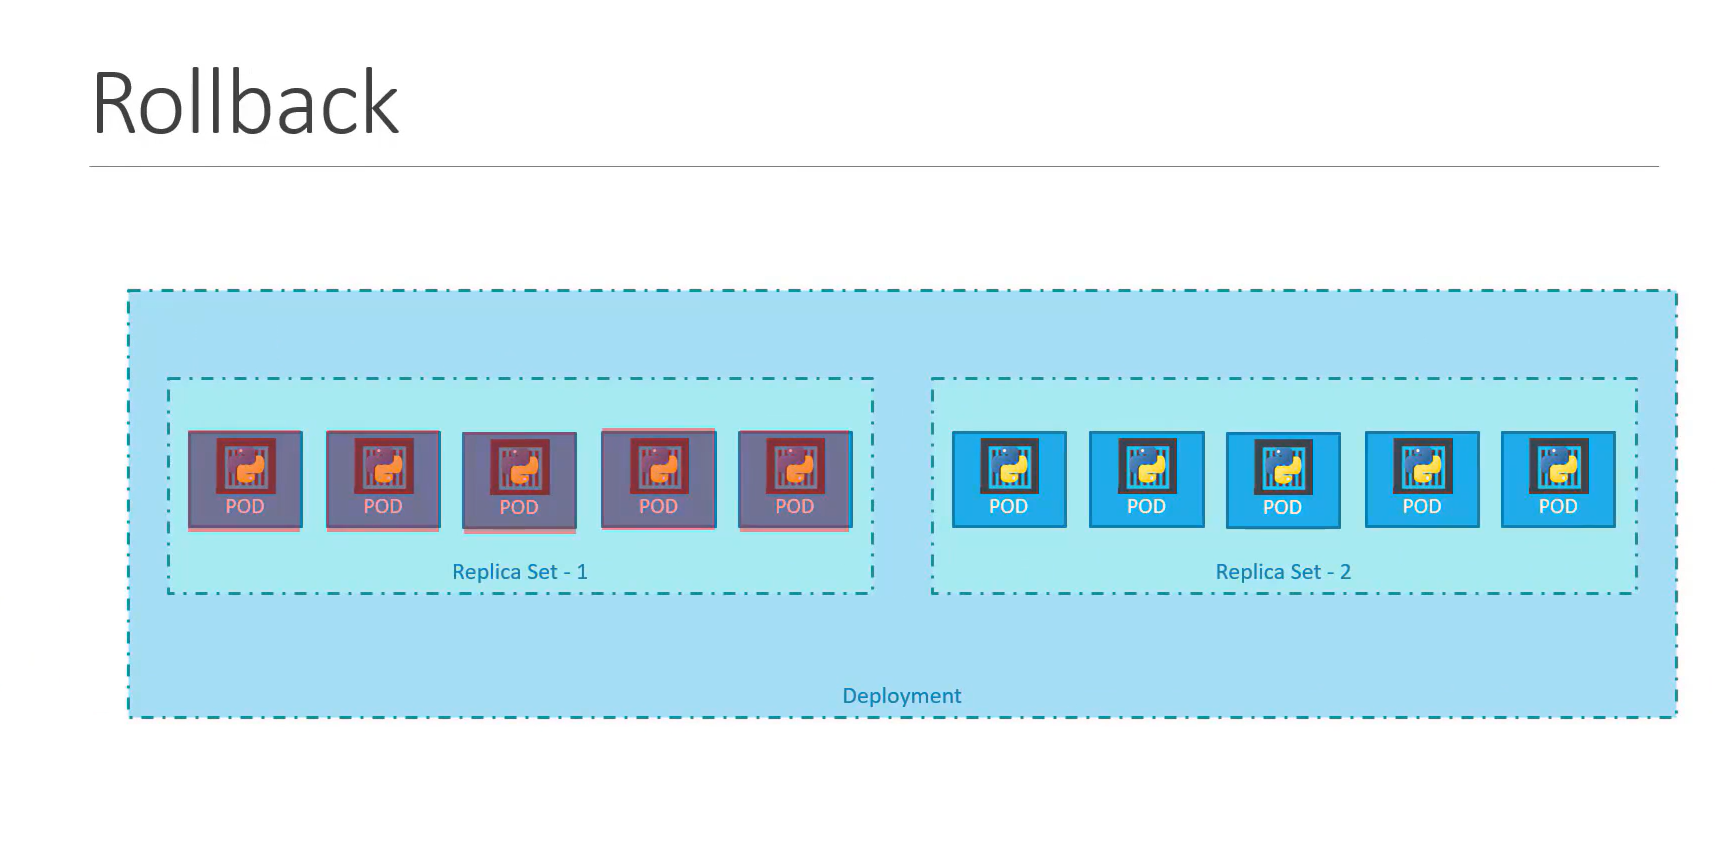 Rollback
POD POD POD POD POD
Replica Set - 1
POD POD POD POD POD
Replica Set - 2
Deployment